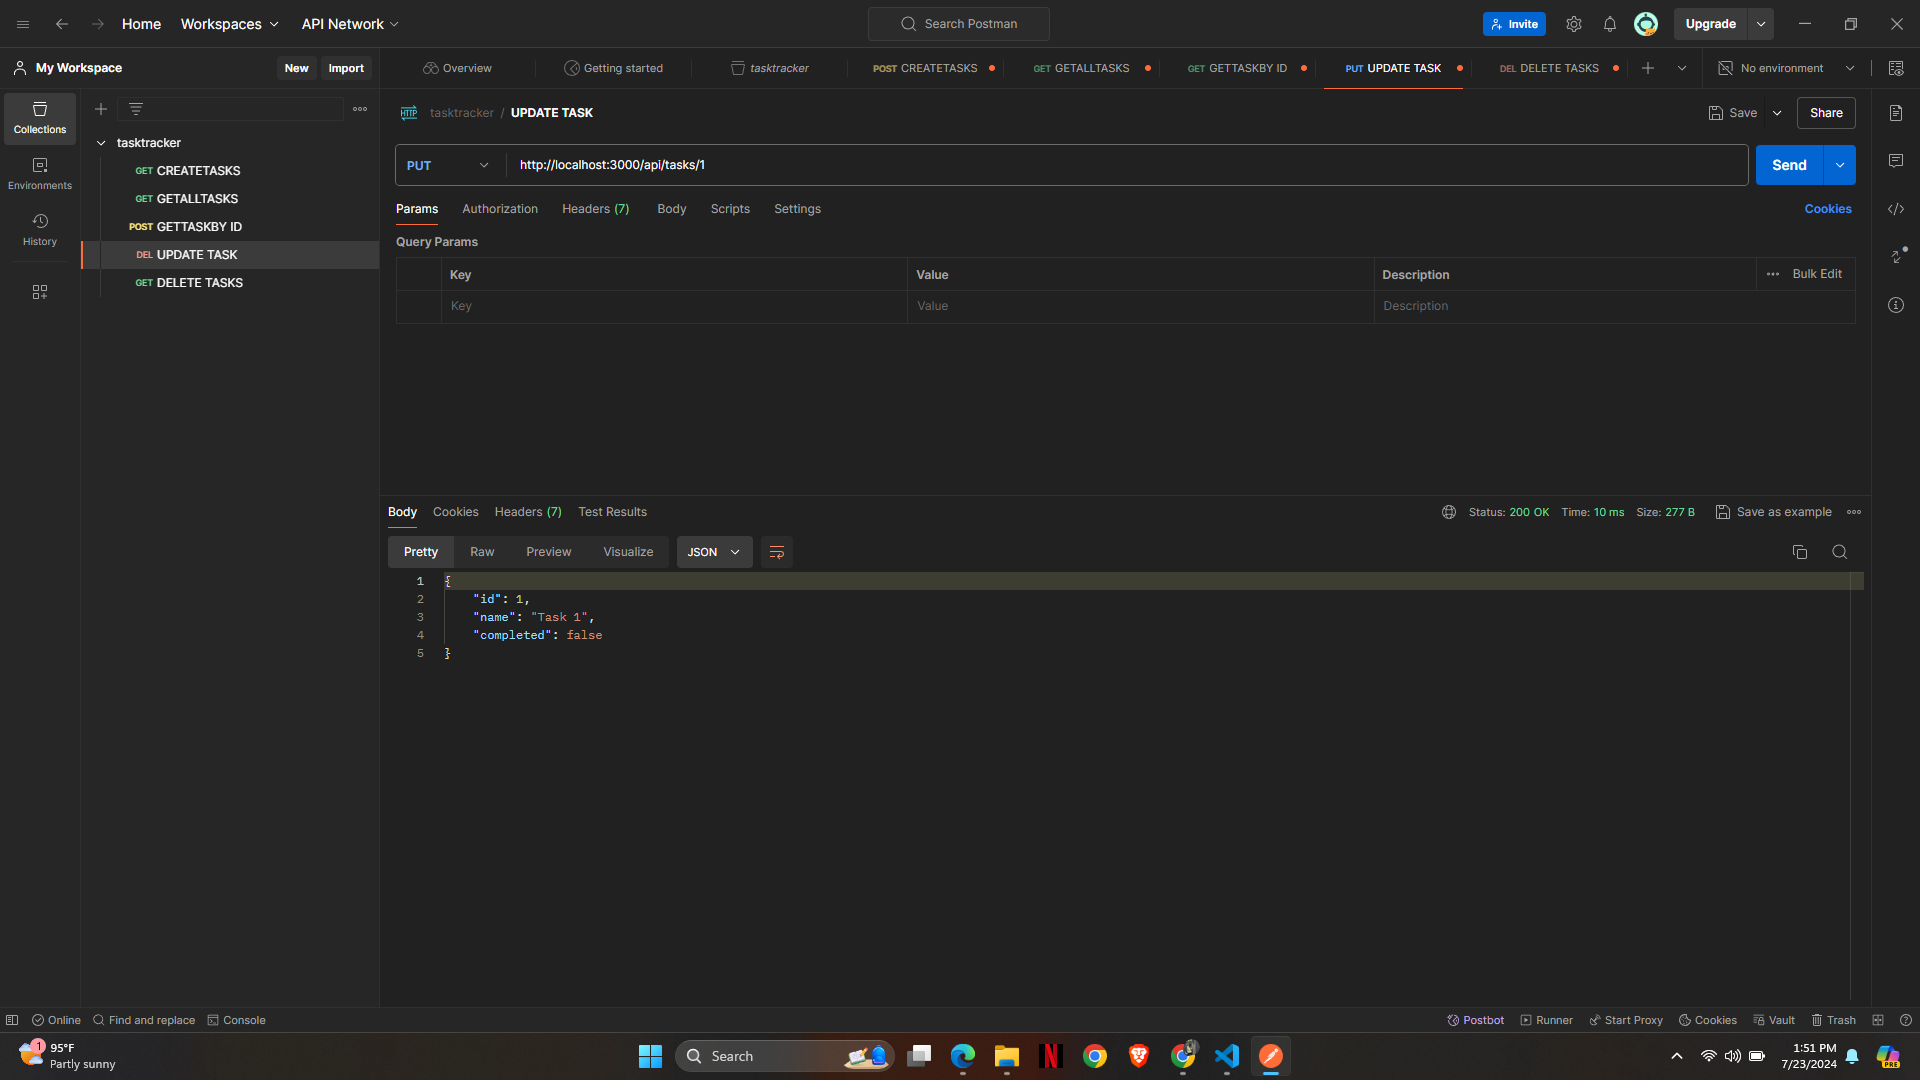 Home Workspaces API Network Search Postman Invite Upgrade
My Workspace New Import Overview Getting started tasktracker POST CREATETASKS GET GETALLTASKS GET GETTASKBY ID PUT UPDATE TASK DEL DELETE TASKS No environment
Collections
Environments
History
tasktracker
GET CREATETASKS
GET GETALLTASKS
POST GETTASKBY ID
DEL UPDATE TASK
GET DELETE TASKS
HTTP tasktracker / UPDATE TASK Save Share
PUT http://localhost:3000/api/tasks/1 Send
Params Authorization Headers (7) Body Scripts Settings Cookies
Query Params
Key Value Description Bulk Edit
Key Value Description
Body Cookies Headers (7) Test Results Status: 200 OK Time: 10 ms Size: 277 B Save as example
Pretty Raw Preview Visualize JSON
1 {
2 "id": 1,
3 "name": "Task 1",
4 "completed": false
5 }
Online Find and replace Console Postbot Runner Start Proxy Cookies Vault Trash
1 95°F
Partly sunny
Search
1:51 PM
7/23/2024
PRE